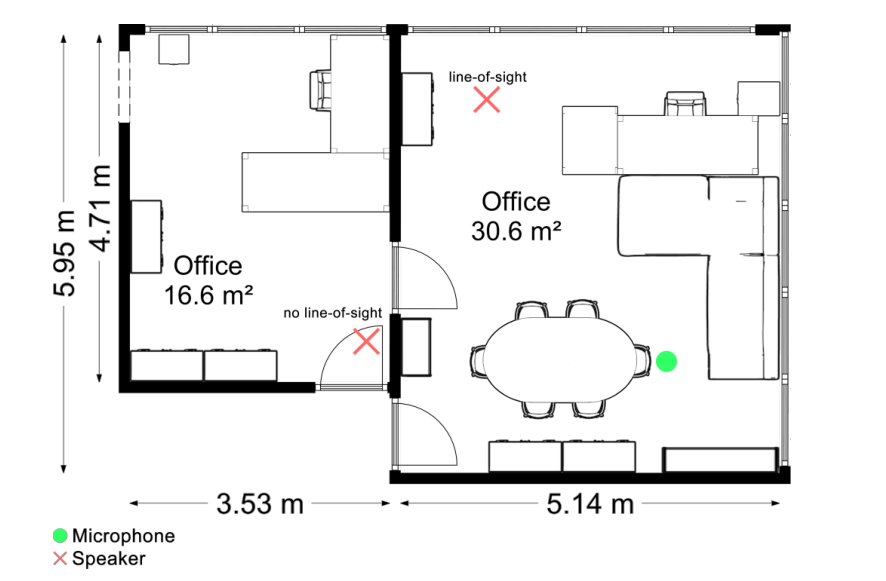 line-of-sight
Office
30.6 m²
5.95 m
4.71 m
Office
16.6 m²
no line-of-sight
3.53 m
5.14 m
Microphone
Speaker